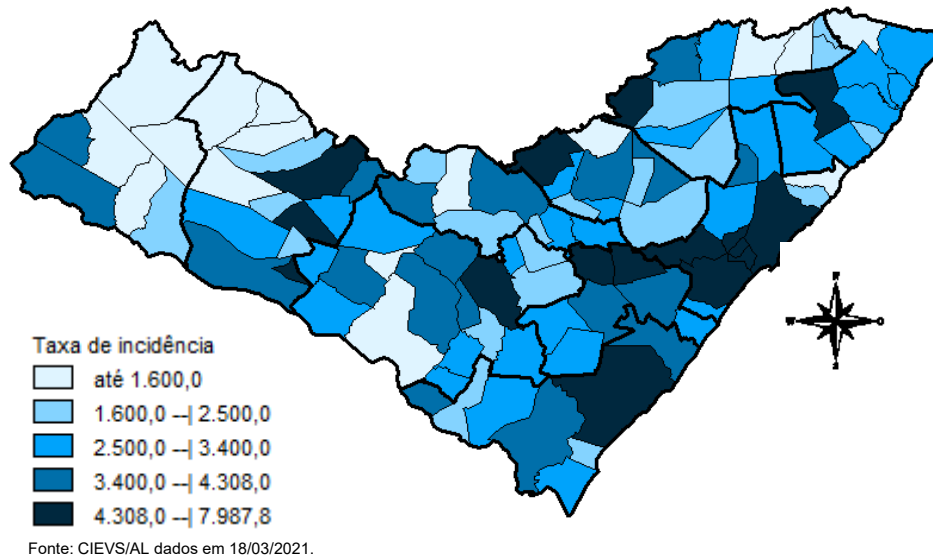 N
W
O
S
Taxa de incidência
até 1.600,0
1.600,0 --| 2.500,0
2.500,0 --| 3.400,0
3.400,0 --| 4.308,0
4.308,0 --| 7.987,8
Fonte: CIEVS/AL dados em 18/03/2021.